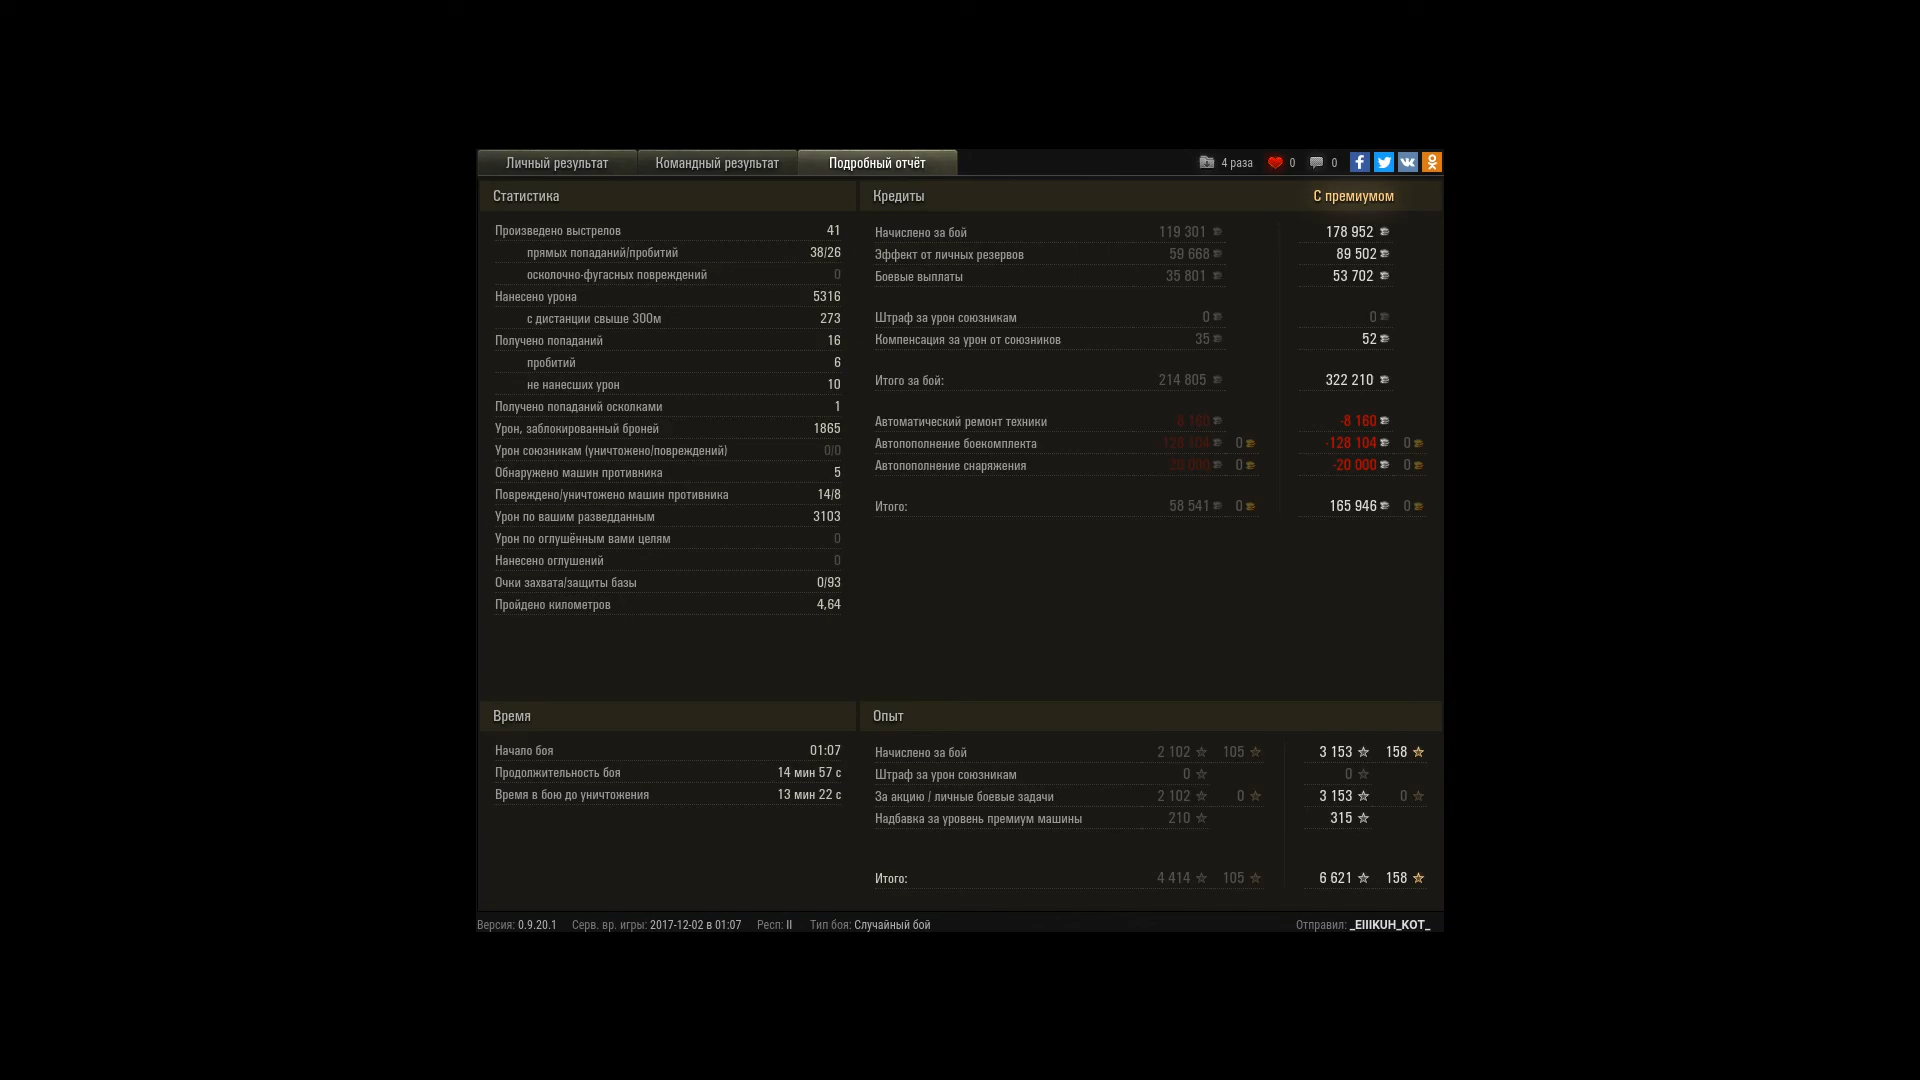 Личный результат Командный результат Подробный отчёт 4 раза 0 0
Статистика
Произведено выстрелов 41
прямых попаданий/пробитий 38/26
осколочно-фугасных повреждений 0
Нанесено урона 5316
с дистанции свыше 300м 273
Получено попаданий 16
пробитий 6
не нанесших урон 10
Получено попаданий осколками 1
Урон, заблокированный броней 1865
Урон союзникам (уничтожено/повреждений) 0/0
Обнаружено машин противника 5
Повреждено/уничтожено машин противника 14/8
Урон по вашим разведданным 3103
Урон по оглушённым вами целям 0
Нанесено оглушений 0
Очки захвата/защиты базы 0/93
Пройдено километров 4,64
Кредиты С премиумом
Начислено за бой 119 301 178 952
Эффект от личных резервов 59 668 89 502
Боевые выплаты 35 801 53 702
Штраф за урон союзникам 0 0
Компенсация за урон от союзников 35 52
Итого за бой: 214 805 322 210
Автоматический ремонт техники 8 160 -8 160
Автопополнение боекомплекта 128 104 0 -128 104 0
Автопополнение снаряжения 20 000 0 -20 000 0
Итого: 58 541 0 165 946 0
Время
Начало боя 01:07
Продолжительность боя 14 мин 57 с
Время в бою до уничтожения 13 мин 22 с
Опыт
Начислено за бой 2 102 105 3 153 158
Штраф за урон союзникам 0 0
За акцию / личные боевые задачи 2 102 0 3 153 0
Надбавка за уровень премиум машины 210 315
Итого: 4 414 105 6 621 158
Версия: 0.9.20.1 Серв. вр. игры: 2017-12-02 в 01:07 Респ: II Тип боя: Случайный бой Отправил: _EIIIKUH_KOT_